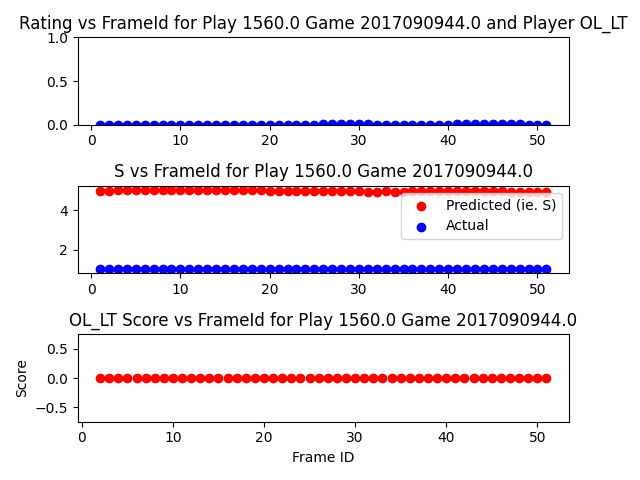 Rating vs FrameId for Play 1560.0 Game 2017090944.0 and Player OL_LT
1.0
0.5
0.0
0 10 20 30 40 50
S vs FrameId for Play 1560.0 Game 2017090944.0
4
2
Predicted (ie. S)
Actual
0 10 20 30 40 50
OL_LT Score vs FrameId for Play 1560.0 Game 2017090944.0
Score
0.5
0.0
−0.5
0 10 20 30 40 50
Frame ID